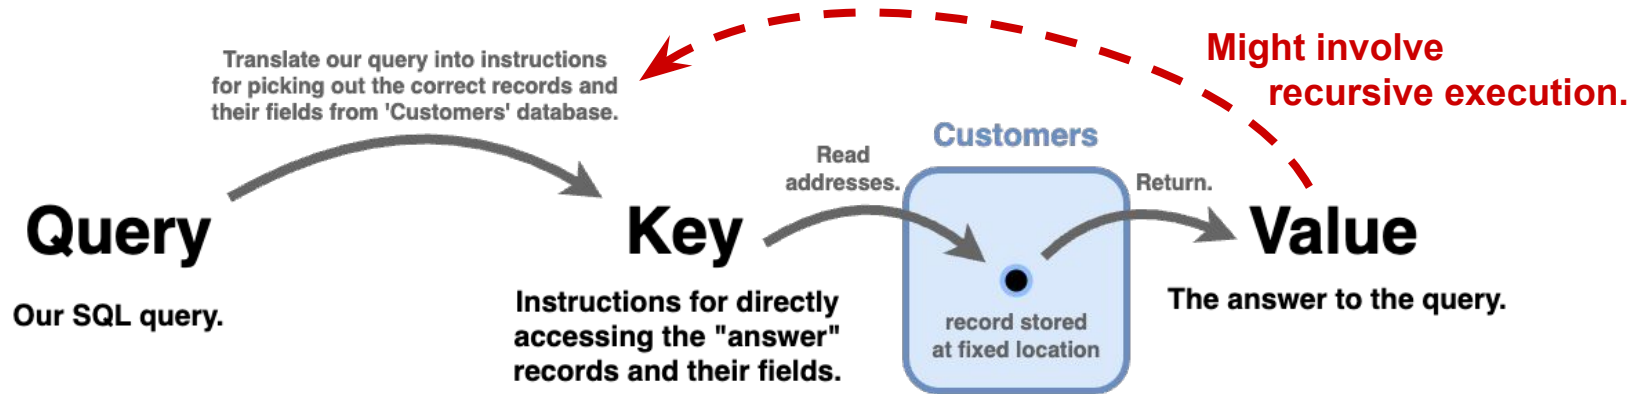 Translate our query into instructions
for picking out the correct records and
their fields from 'Customers' database.
Might involve
recursive execution.
Customers
Read
addresses.
Return.
Query
Key
Value
Our SQL query.
Instructions for directly
accessing the "answer"
records and their fields.
record stored
at fixed location
The answer to the query.